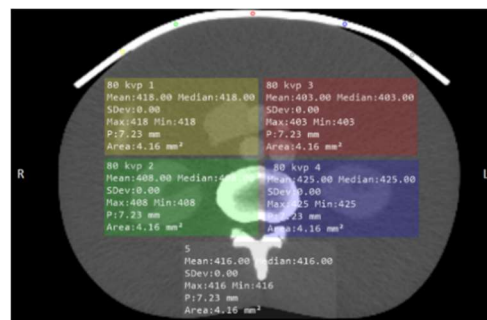 80 kvp 1
Mean:418.00 Median:418.00
SDev:0.00
Max:418 Min:418
P:7.23 mm
Area:4.16 mm²
80 kvp 3
Mean:403.00 Median:403.00
SDev:0.00
Max:403 Min:403
P:7.23 mm
Area:4.16 mm²
R
L
80 kvp 2
Mean:408.00
SDev:0.00
Max:408 Min:408
P:7.23 mm
Area:4.16 mm²
80 kvp 4
Mean:425.00 Median:425.00
SDev:0.00
Max:425 Min:425
P:7.23 mm
Area:4.16 mm²
5
Mean:416.00 Median:416.00
SDev:0.00
Max:416 Min:416
P:7.23 mm
Area:4.16 mm²